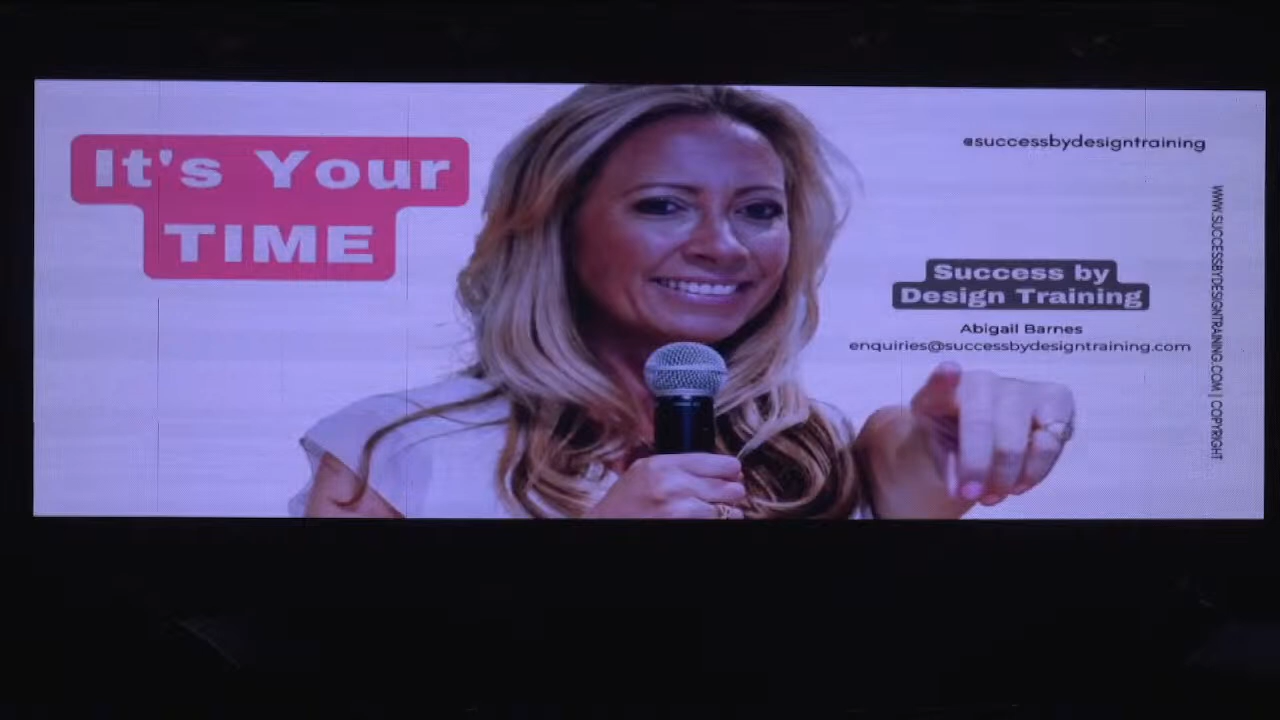 It's Your
TIME
@successbydesigntraining
Success by
Design Training
Abigail Barnes
enquiries@successbydesigntraining.com
WWW.SUCCESSBYDESIGNTRAINING.COM | COPYRIGHT